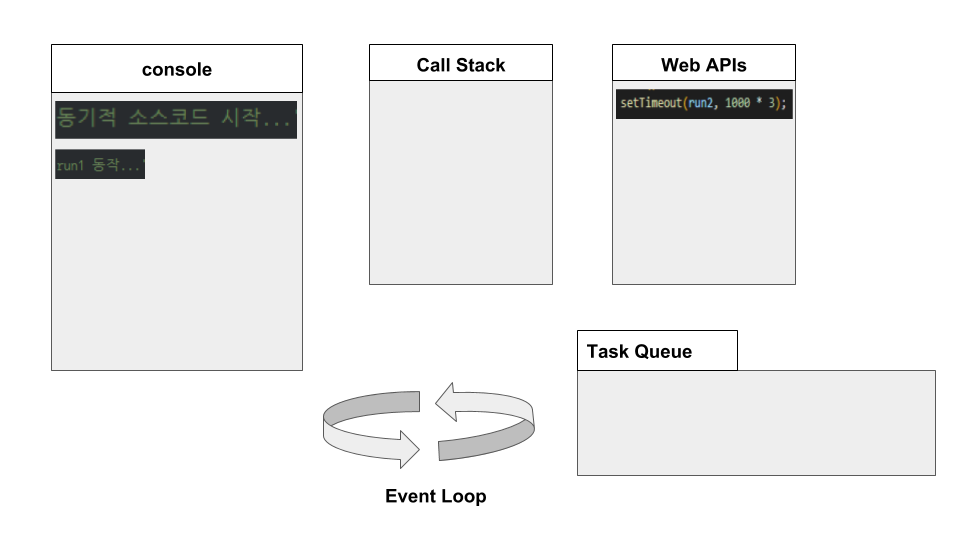 console
동기적 소스코드 시작...'
run1 동작...'
Call Stack
Web APIs
setTimeout(run2, 1000 * 3);
Task Queue
Event Loop